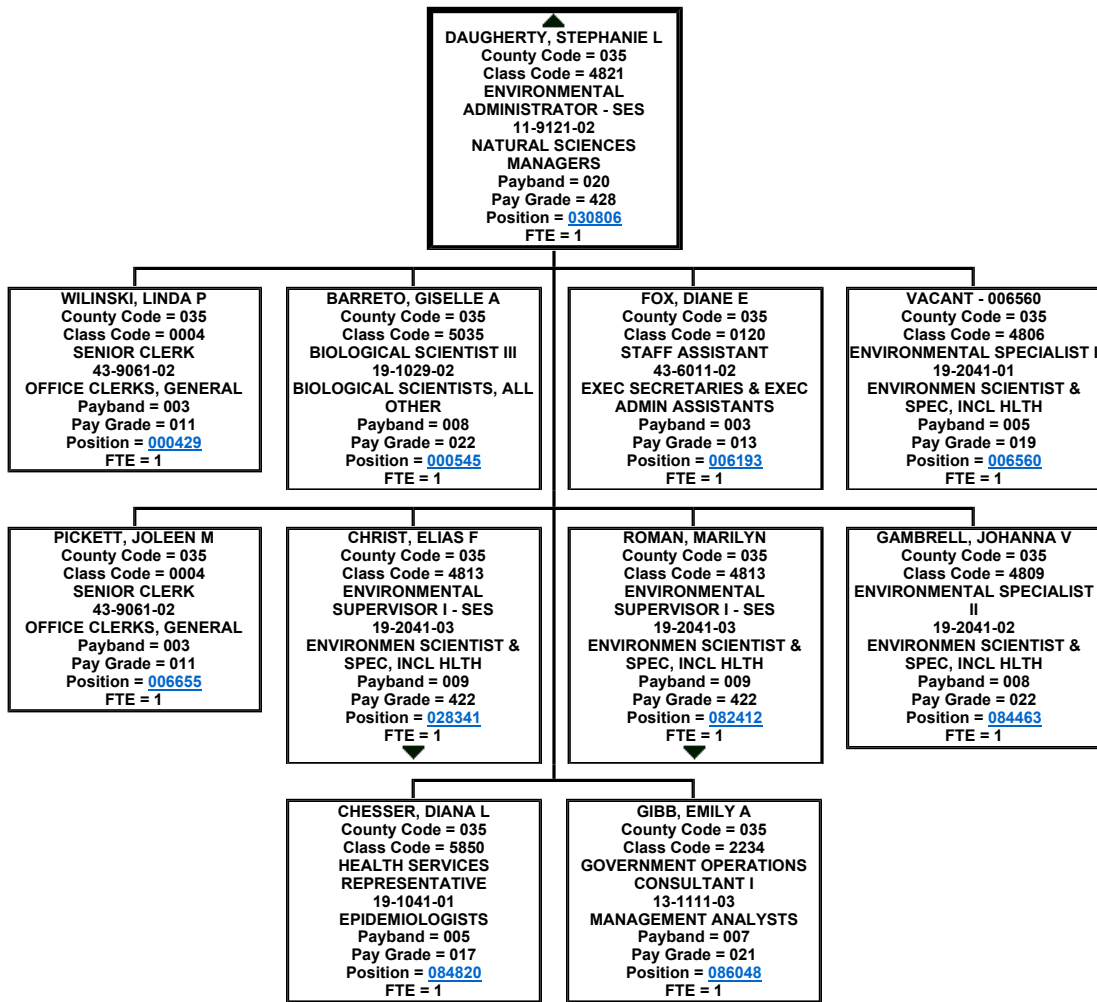 DAUGHERTY, STEPHANIE L
County Code = 035
Class Code = 4821
ENVIRONMENTAL
ADMINISTRATOR - SES
11-9121-02
NATURAL SCIENCES
MANAGERS
Payband = 020
Pay Grade = 428
Position = 030806
FTE = 1
WILINSKI, LINDA P
County Code = 035
Class Code = 0004
SENIOR CLERK
43-9061-02
OFFICE CLERKS, GENERAL
Payband = 003
Pay Grade = 011
Position = 000429
FTE = 1
BARRETO, GISELLE A
County Code = 035
Class Code = 5035
BIOLOGICAL SCIENTIST III
19-1029-02
BIOLOGICAL SCIENTISTS, ALL
OTHER
Payband = 008
Pay Grade = 022
Position = 000545
FTE = 1
FOX, DIANE E
County Code = 035
Class Code = 0120
STAFF ASSISTANT
43-6011-02
EXEC SECRETARIES & EXEC
ADMIN ASSISTANTS
Payband = 003
Pay Grade = 013
Position = 006193
FTE = 1
VACANT - 006560
County Code = 035
Class Code = 4806
ENVIRONMENTAL SPECIALIST I
19-2041-01
ENVIRONMEN SCIENTIST &
SPEC, INCL HLTH
Payband = 005
Pay Grade = 019
Position = 006560
FTE = 1
PICKETT, JOLEEN M
County Code = 035
Class Code = 0004
SENIOR CLERK
43-9061-02
OFFICE CLERKS, GENERAL
Payband = 003
Pay Grade = 011
Position = 006655
FTE = 1
CHRIST, ELIAS F
County Code = 035
Class Code = 4813
ENVIRONMENTAL
SUPERVISOR I - SES
19-2041-03
ENVIRONMEN SCIENTIST &
SPEC, INCL HLTH
Payband = 009
Pay Grade = 422
Position = 028341
FTE = 1
ROMAN, MARILYN
County Code = 035
Class Code = 4813
ENVIRONMENTAL
SUPERVISOR I - SES
19-2041-03
ENVIRONMEN SCIENTIST &
SPEC, INCL HLTH
Payband = 009
Pay Grade = 422
Position = 082412
FTE = 1
GAMBRELL, JOHANNA V
County Code = 035
Class Code = 4809
ENVIRONMENTAL SPECIALIST
II
19-2041-02
ENVIRONMEN SCIENTIST &
SPEC, INCL HLTH
Payband = 008
Pay Grade = 022
Position = 084463
FTE = 1
CHESSER, DIANA L
County Code = 035
Class Code = 5850
HEALTH SERVICES
REPRESENTATIVE
19-1041-01
EPIDEMIOLOGISTS
Payband = 005
Pay Grade = 017
Position = 084820
FTE = 1
GIBB, EMILY A
County Code = 035
Class Code = 2234
GOVERNMENT OPERATIONS
CONSULTANT I
13-1111-03
MANAGEMENT ANALYSTS
Payband = 007
Pay Grade = 021
Position = 086048
FTE = 1